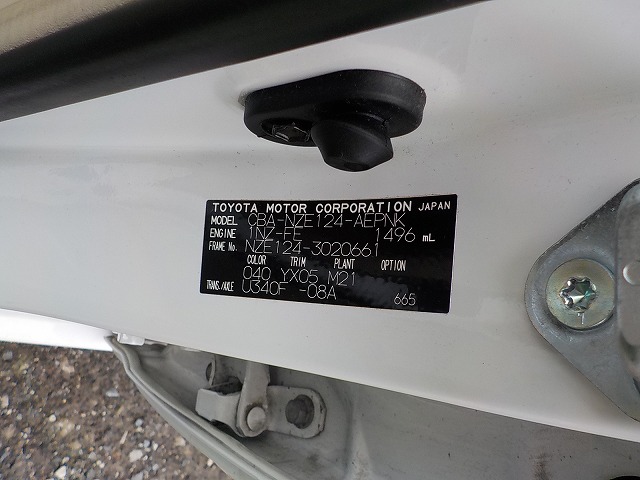 TOYOTA MOTOR CORPORATION JAPAN
MODEL CBA-NZE124-AEPNK
ENGINE 1NZ-FE 1496 mL
FRAME No. NZE124-3020661
COLOR TRIM PLANT OPTION
040 YX05 M21
TRANS./AXLE U340F -08A
665